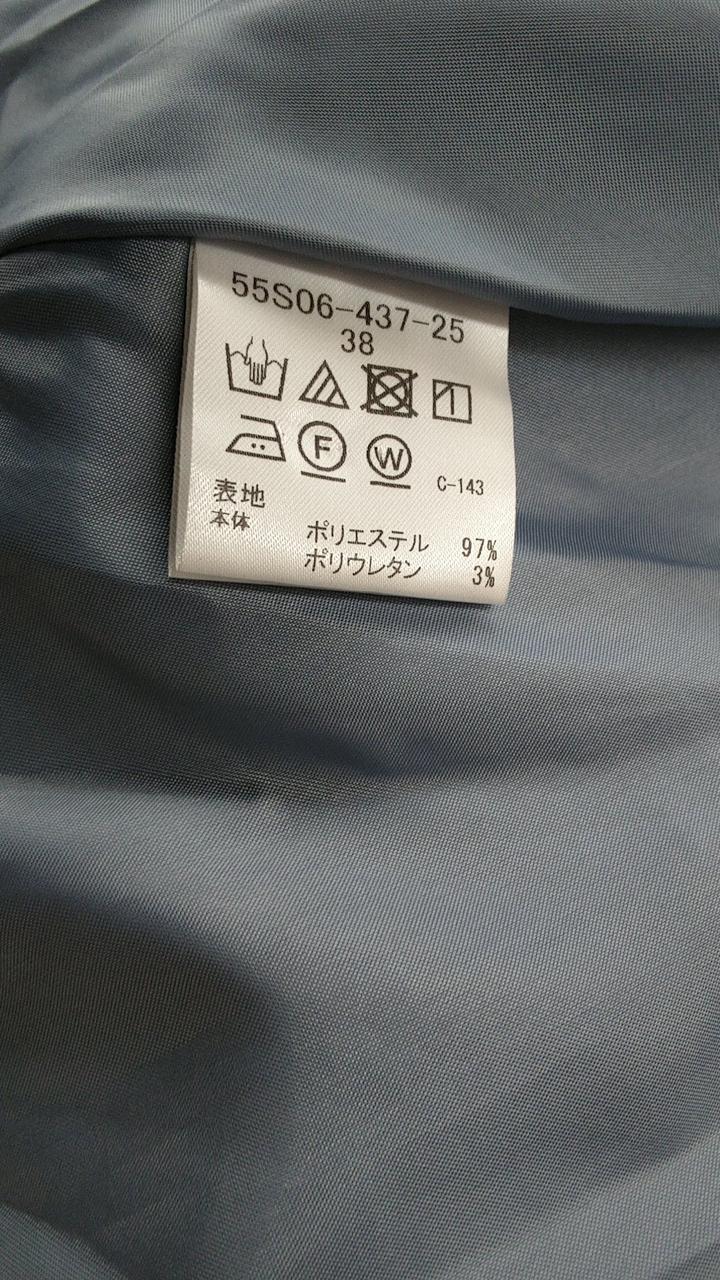 55S06-437-25
38
F W C-143
表地
本体
ポリエステル 97%
ポリウレタン 3%